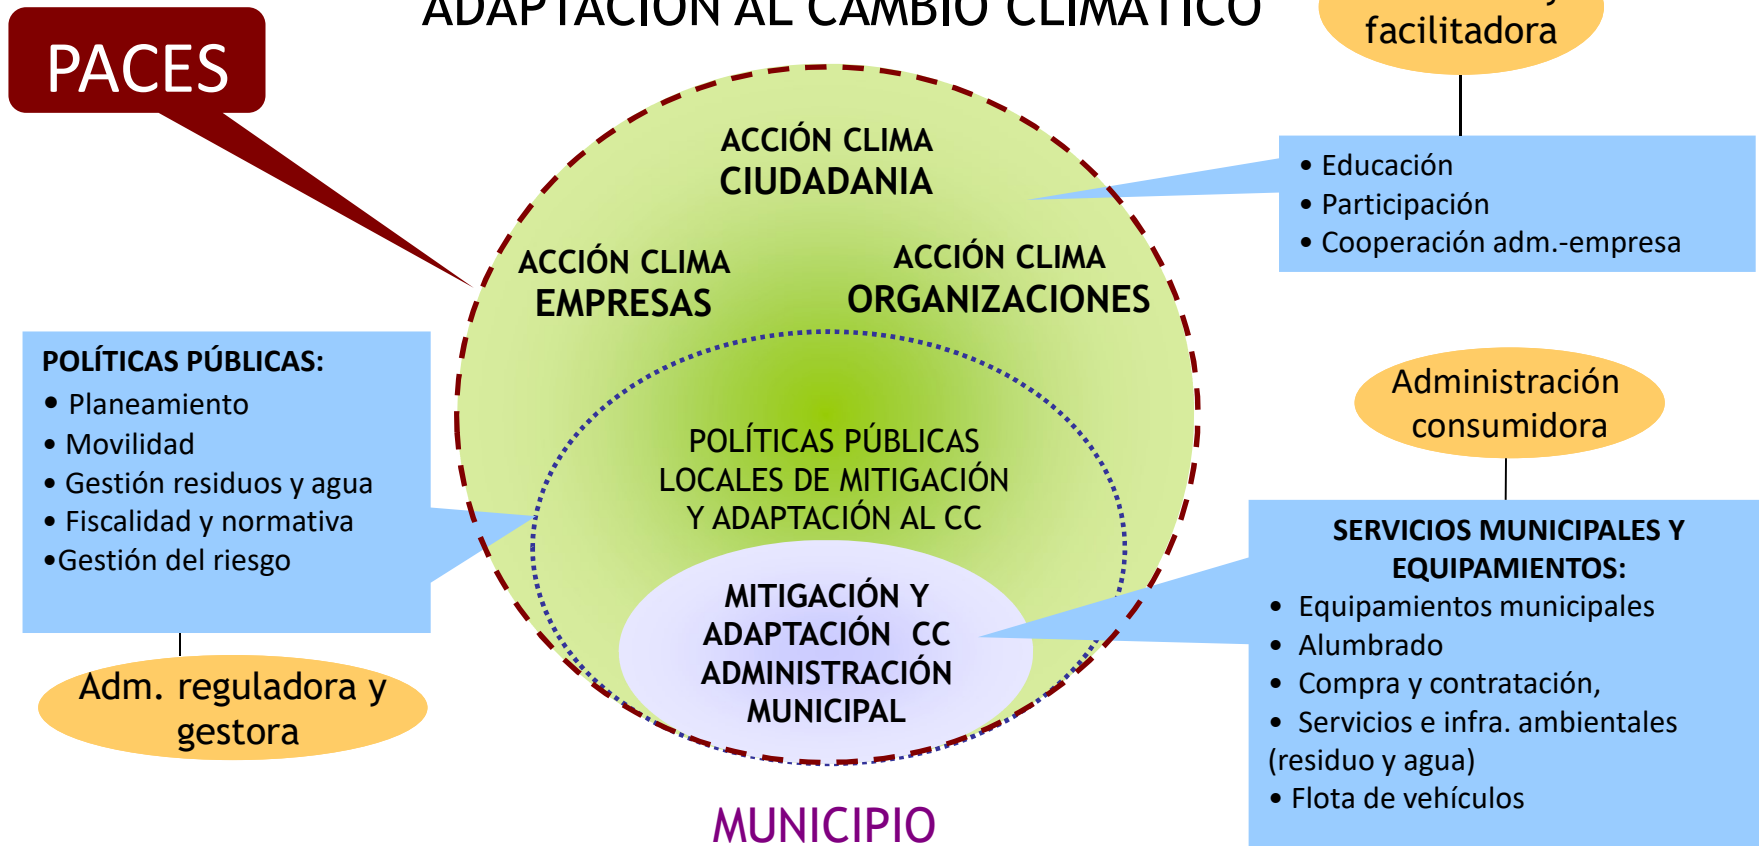 ADAPTACIÓN AL CAMBIO CLIMÁTICO
facilitadora
PACES
ACCIÓN CLIMA
CIUDADANIA
ACCIÓN CLIMA
EMPRESAS
ACCIÓN CLIMA
ORGANIZACIONES
• Educación
• Participación
• Cooperación adm.-empresa
POLÍTICAS PÚBLICAS:
• Planeamiento
• Movilidad
• Gestión residuos y agua
• Fiscalidad y normativa
•Gestión del riesgo
Adm. reguladora y
gestora
POLÍTICAS PÚBLICAS
LOCALES DE MITIGACIÓN
Y ADAPTACIÓN AL CC
MITIGACIÓN Y
ADAPTACIÓN CC
ADMINISTRACIÓN
MUNICIPAL
Administración
consumidora
SERVICIOS MUNICIPALES Y
EQUIPAMIENTOS:
• Equipamientos municipales
• Alumbrado
• Compra y contratación,
• Servicios e infra. ambientales
(residuo y agua)
• Flota de vehículos
MUNICIPIO